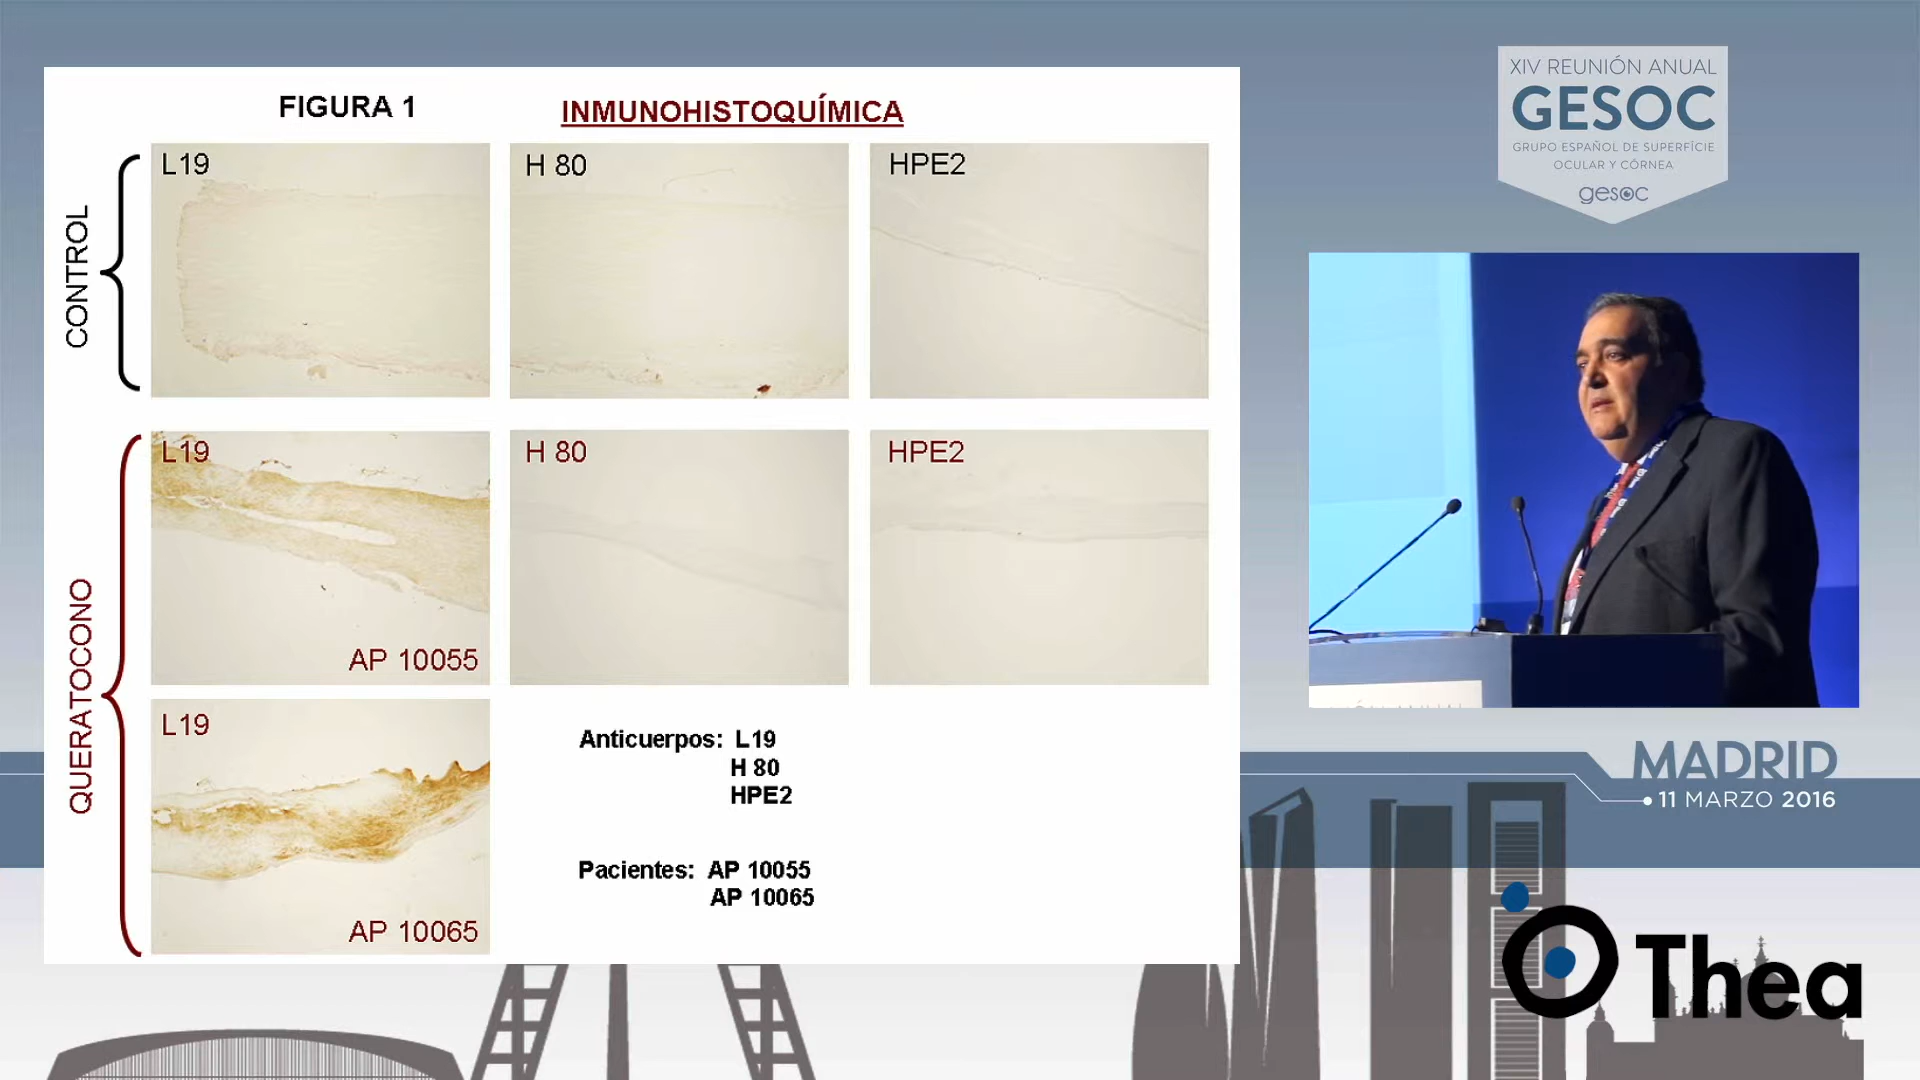 FIGURA 1
INMUNOHISTOQUÍMICA
CONTROL
L19
H 80
HPE2
QUERATOCONO
L19
AP 10055
H 80
HPE2
L19
AP 10065
Anticuerpos: L19
H 80
HPE2
Pacientes: AP 10055
AP 10065
XIV REUNIÓN ANUAL
GESOC
GRUPO ESPAÑOL DE SUPERFÍCIE
OCULAR Y CÓRNEA
gesoc
MADRID
11 MARZO 2016
Thea